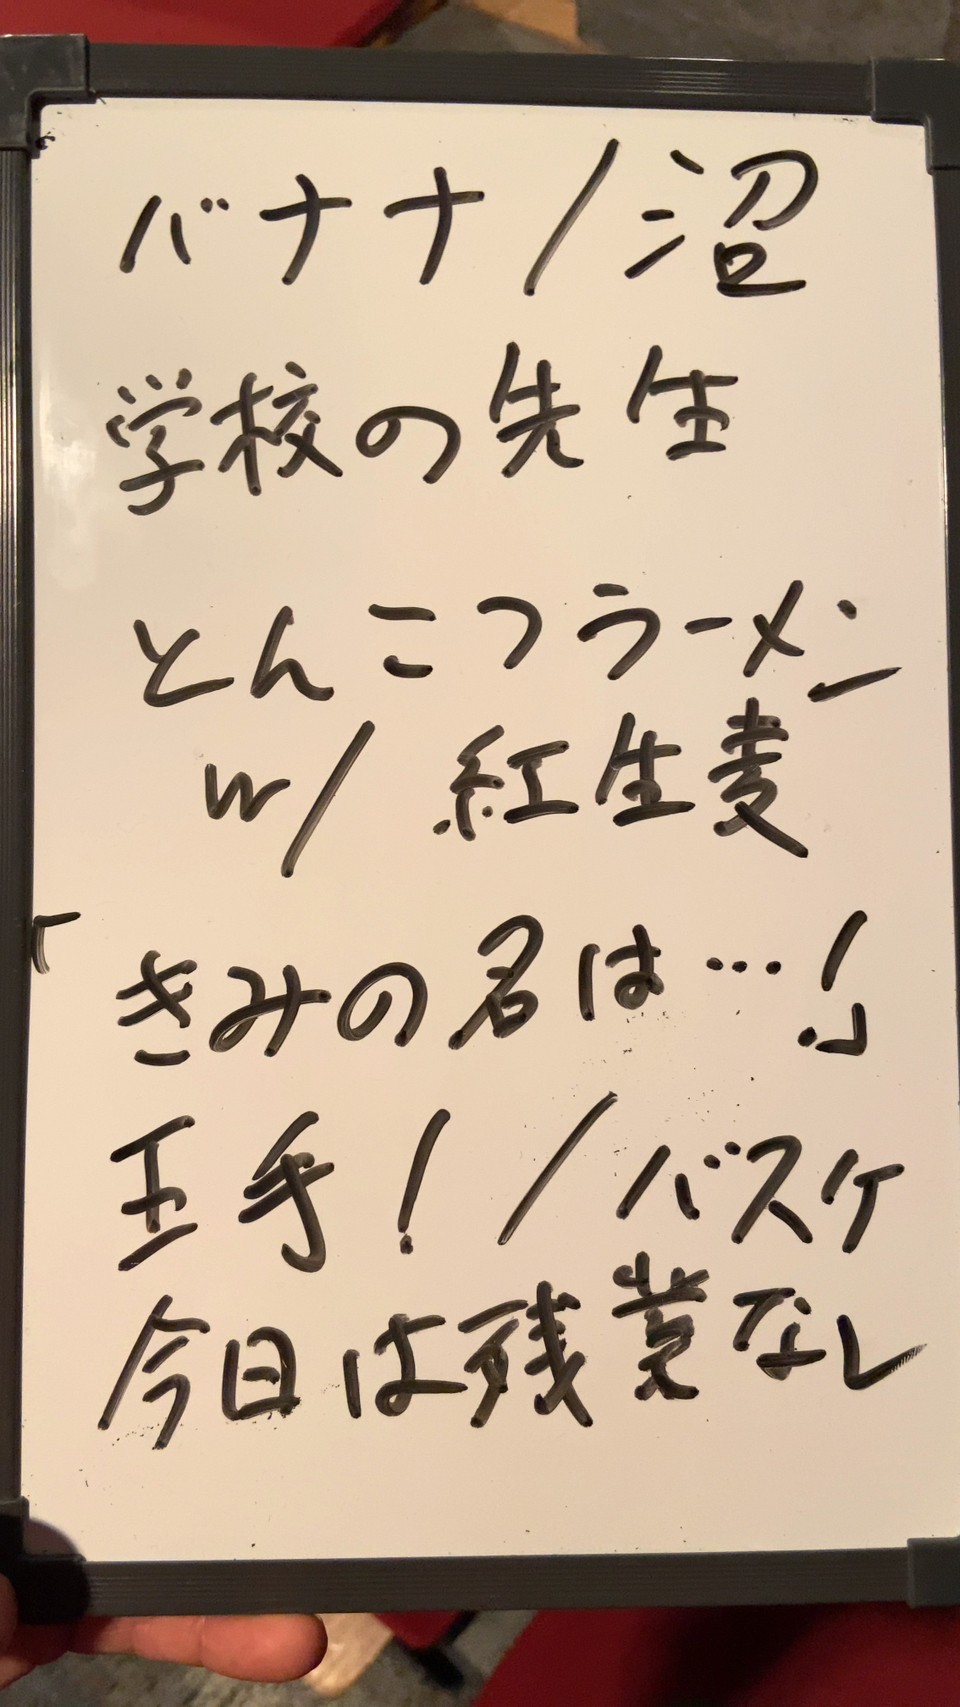 バナナ/沼
学校の先生
とんこつラーメン
w/ 紅生麦
「きみの名は…!」
王手!/バスケ
今日は残業なし